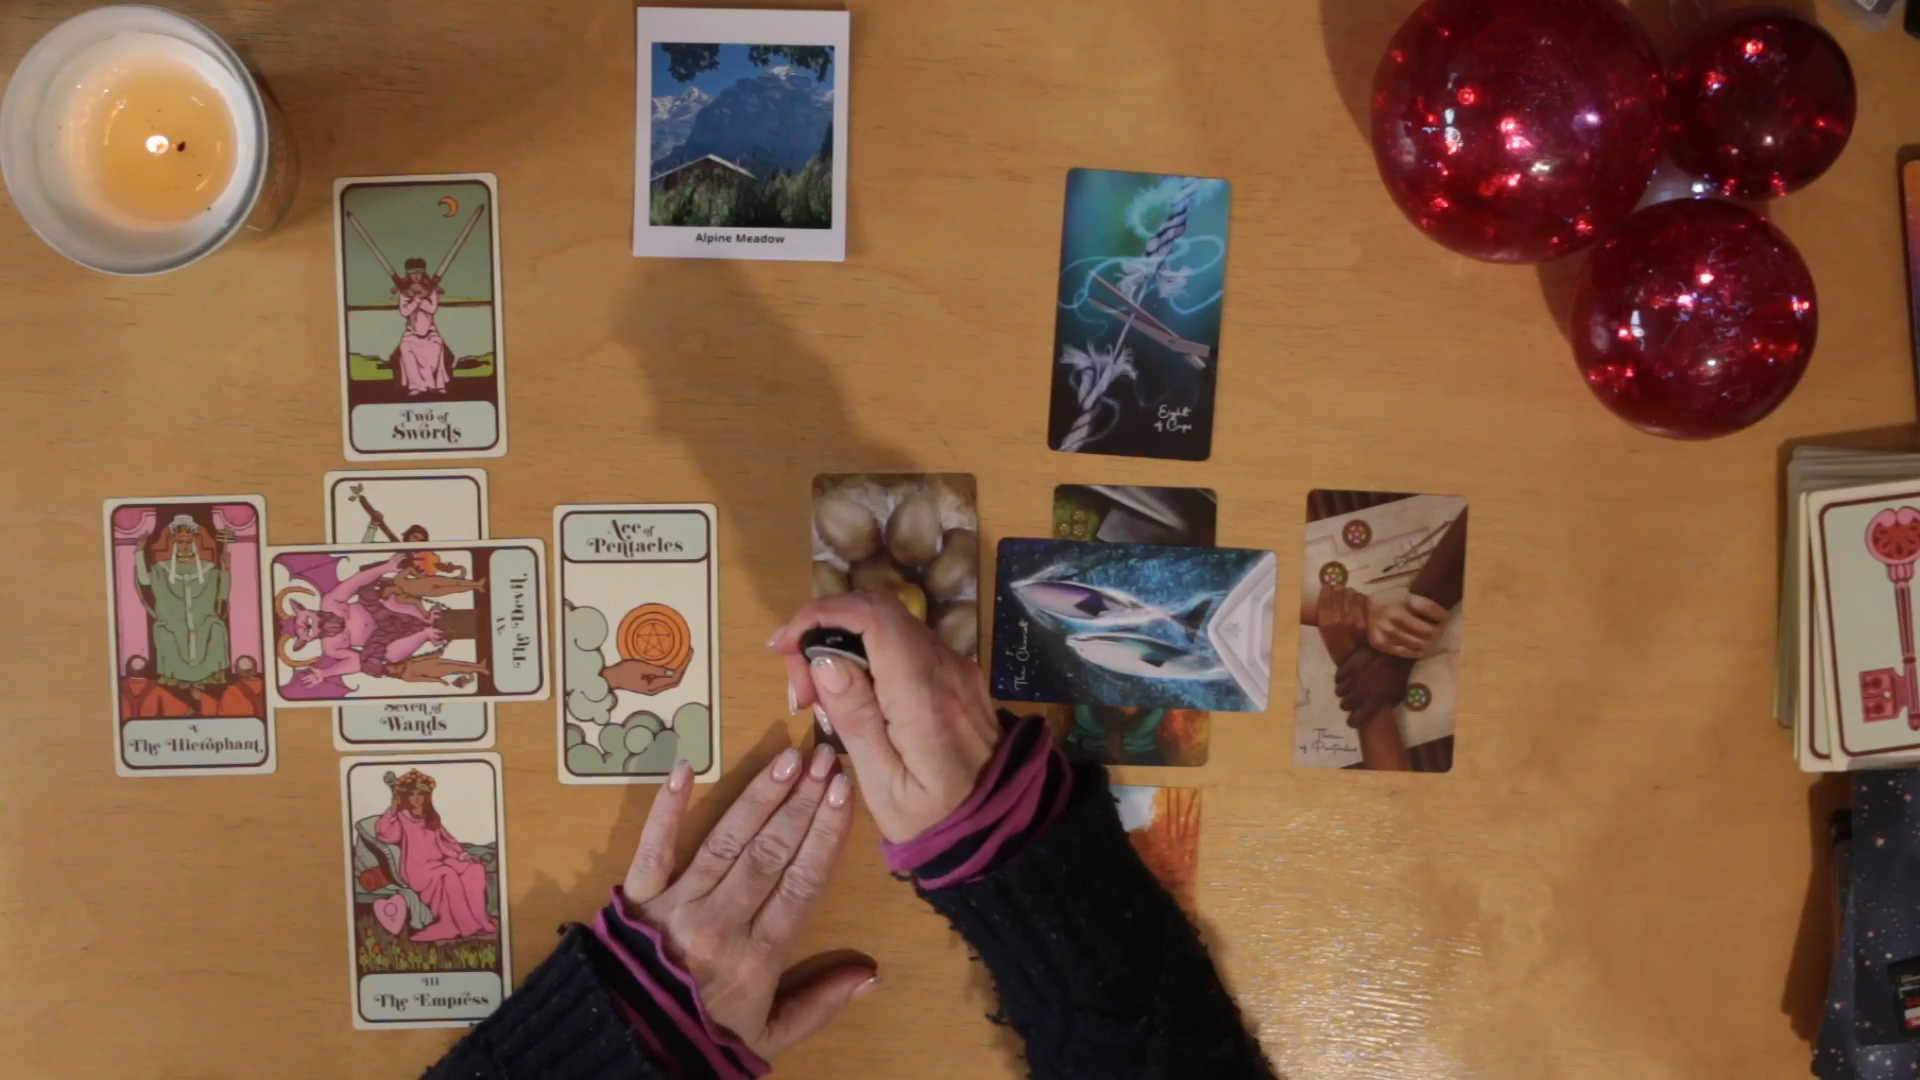 Alpine Meadow
Two of
Swords
Eight
of Cups
Ace of
Pentacles
The Devil
XV
V
The Hierophant
Seven of
Wands
The Chariot
Three
of Pentacles
III
The Empress